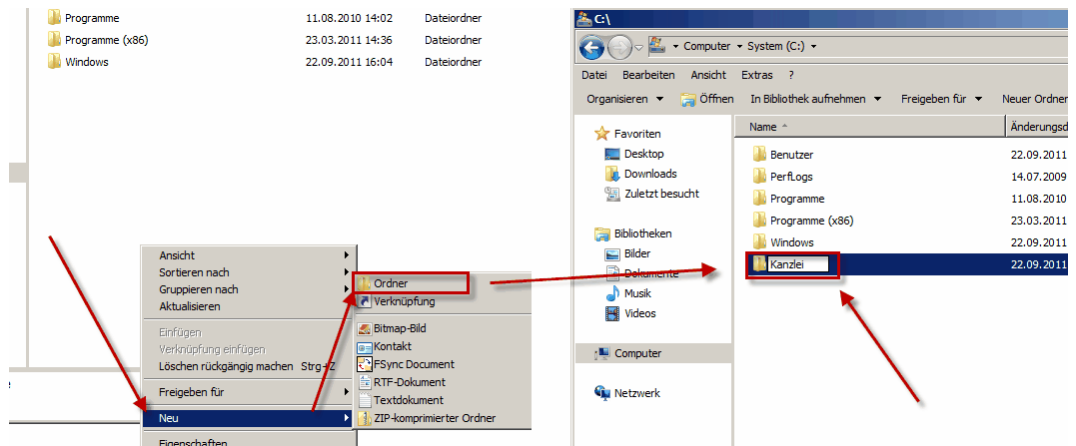 Programme 11.08.2010 14:02 Dateiordner
Programme (x86) 23.03.2011 14:36 Dateiordner
Windows 22.09.2011 16:04 Dateiordner
Ansicht
Sortieren nach
Gruppieren nach
Aktualisieren
Einfügen
Verknüpfung einfügen
Löschen rückgängig machen Strg+Z
Freigeben für
Neu
Eigenschaften
Ordner
Verknüpfung
Bitmap-Bild
Kontakt
FSync Document
RTF-Dokument
Textdokument
ZIP-komprimierter Ordner
C:\
Computer System (C:)
Datei Bearbeiten Ansicht Extras ?
Organisieren Öffnen In Bibliothek aufnehmen Freigeben für Neuer Ordner
Favoriten
Desktop
Downloads
Zuletzt besucht
Bibliotheken
Bilder
Dokumente
Musik
Videos
Computer
Netzwerk
Name Änderungsd
Benutzer 22.09.2011
PerfLogs 14.07.2009
Programme 11.08.2010
Programme (x86) 23.03.2011
Windows 22.09.2011
Kanzlei 22.09.2011